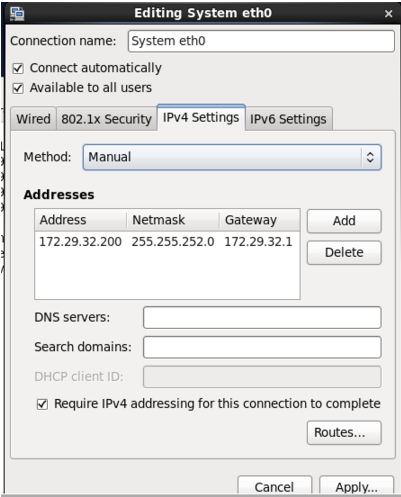 Editing System eth0
Connection name: System eth0
Connect automatically
Available to all users
Wired 802.1x Security IPv4 Settings IPv6 Settings
Method: Manual
Addresses
Address Netmask Gateway Add
172.29.32.200 255.255.252.0 172.29.32.1
Delete
DNS servers:
Search domains:
DHCP client ID:
Require IPv4 addressing for this connection to complete
Routes...
Cancel Apply...